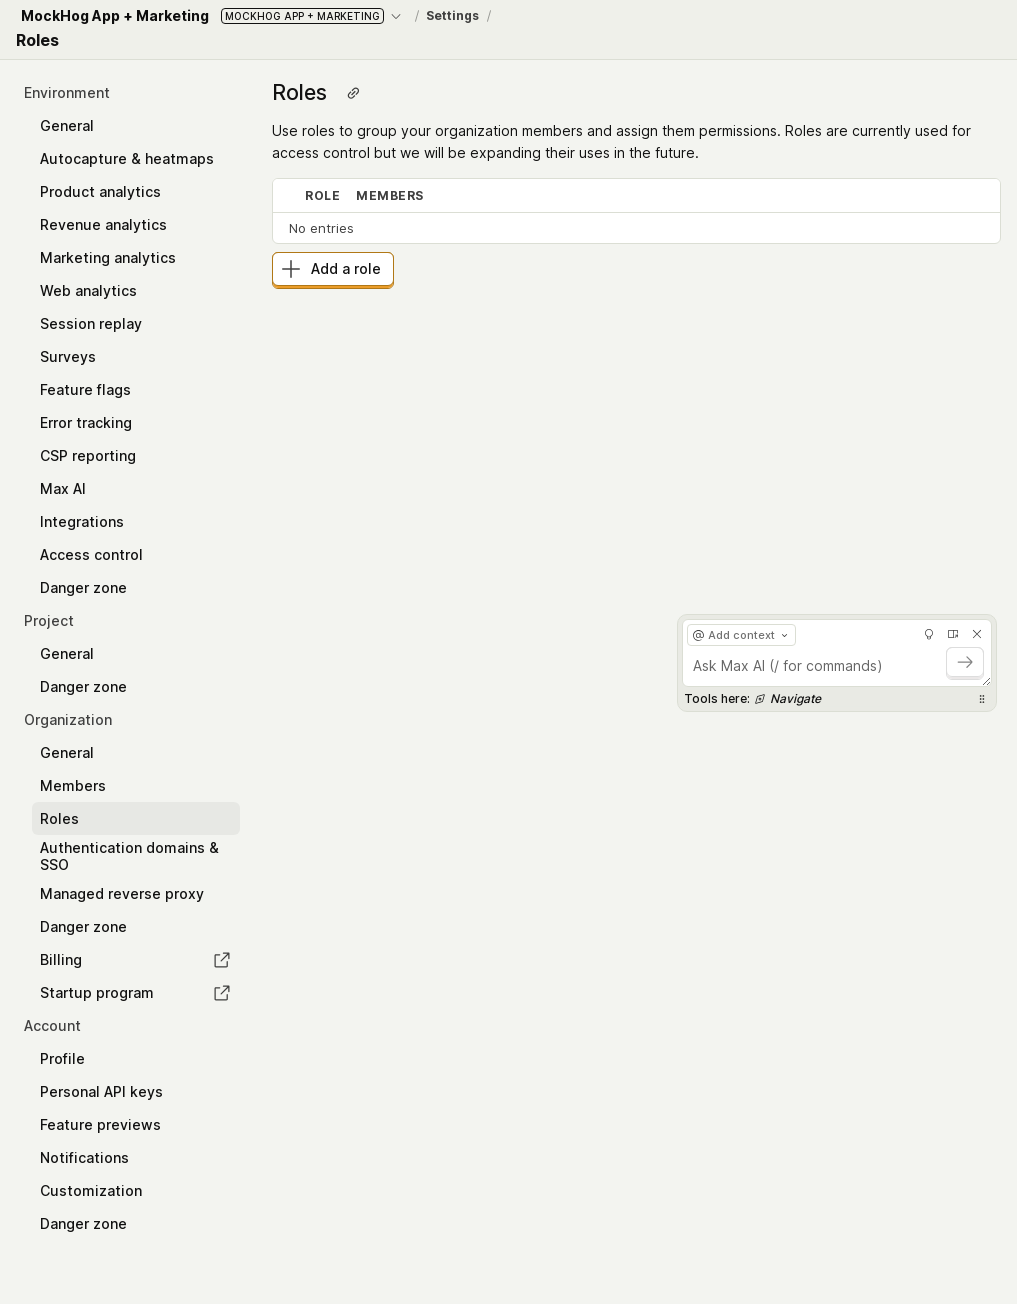 MockHog App + Marketing MOCKHOG APP + MARKETING / Settings /
Roles
Environment
General
Autocapture & heatmaps
Product analytics
Revenue analytics
Marketing analytics
Web analytics
Session replay
Surveys
Feature flags
Error tracking
CSP reporting
Max AI
Integrations
Access control
Danger zone
Project
General
Danger zone
Organization
General
Members
Roles
Authentication domains &
SSO
Managed reverse proxy
Danger zone
Billing
Startup program
Account
Profile
Personal API keys
Feature previews
Notifications
Customization
Danger zone
Roles
Use roles to group your organization members and assign them permissions. Roles are currently used for
access control but we will be expanding their uses in the future.
ROLE MEMBERS
No entries
Add a role
@ Add context
Ask Max AI (/ for commands)
Tools here: Navigate